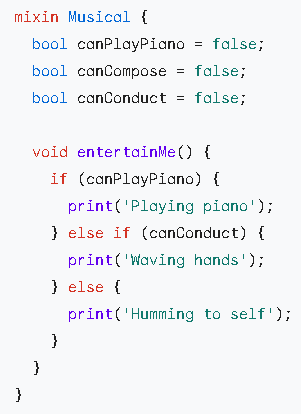 mixin Musical {
  bool canPlayPiano = false;
  bool canCompose = false;
  bool canConduct = false;

  void entertainMe() {
    if (canPlayPiano) {
      print('Playing piano');
    } else if (canConduct) {
      print('Waving hands');
    } else {
      print('Humming to self');
    }
  }
}